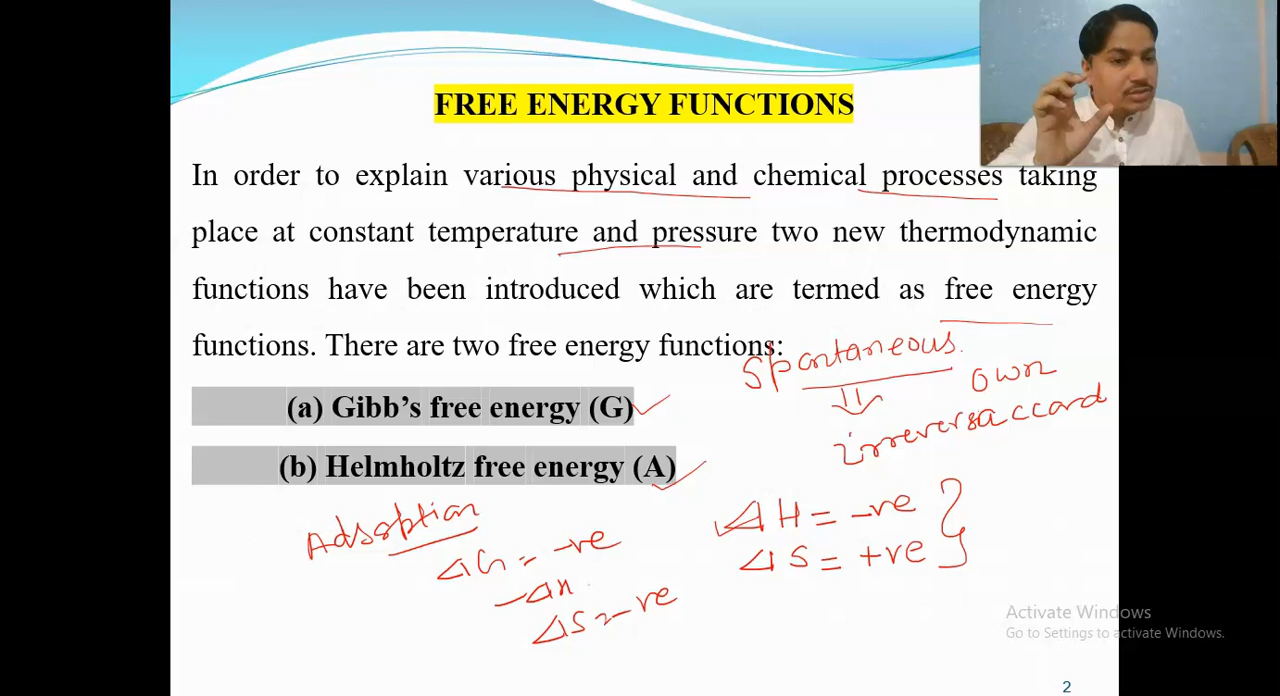 FREE ENERGY FUNCTIONS
In order to explain various physical and chemical processes taking
place at constant temperature and pressure two new thermodynamic
functions have been introduced which are termed as free energy
functions. There are two free energy functions:
Spontaneous.
own
(a) Gibb's free energy (G)
irreversaccord
(b) Helmholtz free energy (A)
Adsoption
ΔH = -ve
ΔG = -ve
ΔS = +ve
-ΔH
ΔS = -ve
Activate Windows
Go to Settings to activate Windows.
2